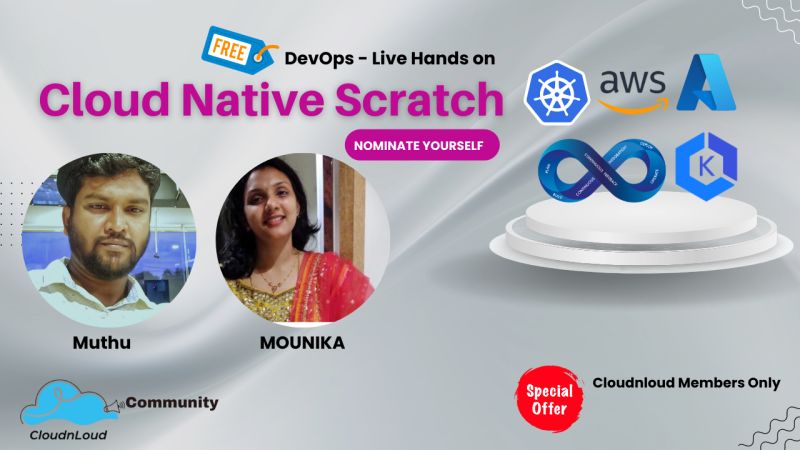 FREE
DevOps - Live Hands on
Cloud Native Scratch
NOMINATE YOURSELF
aws
K
Muthu
MOUNIKA
Community
CloudnLoud
Special
Offer
Cloudnloud Members Only